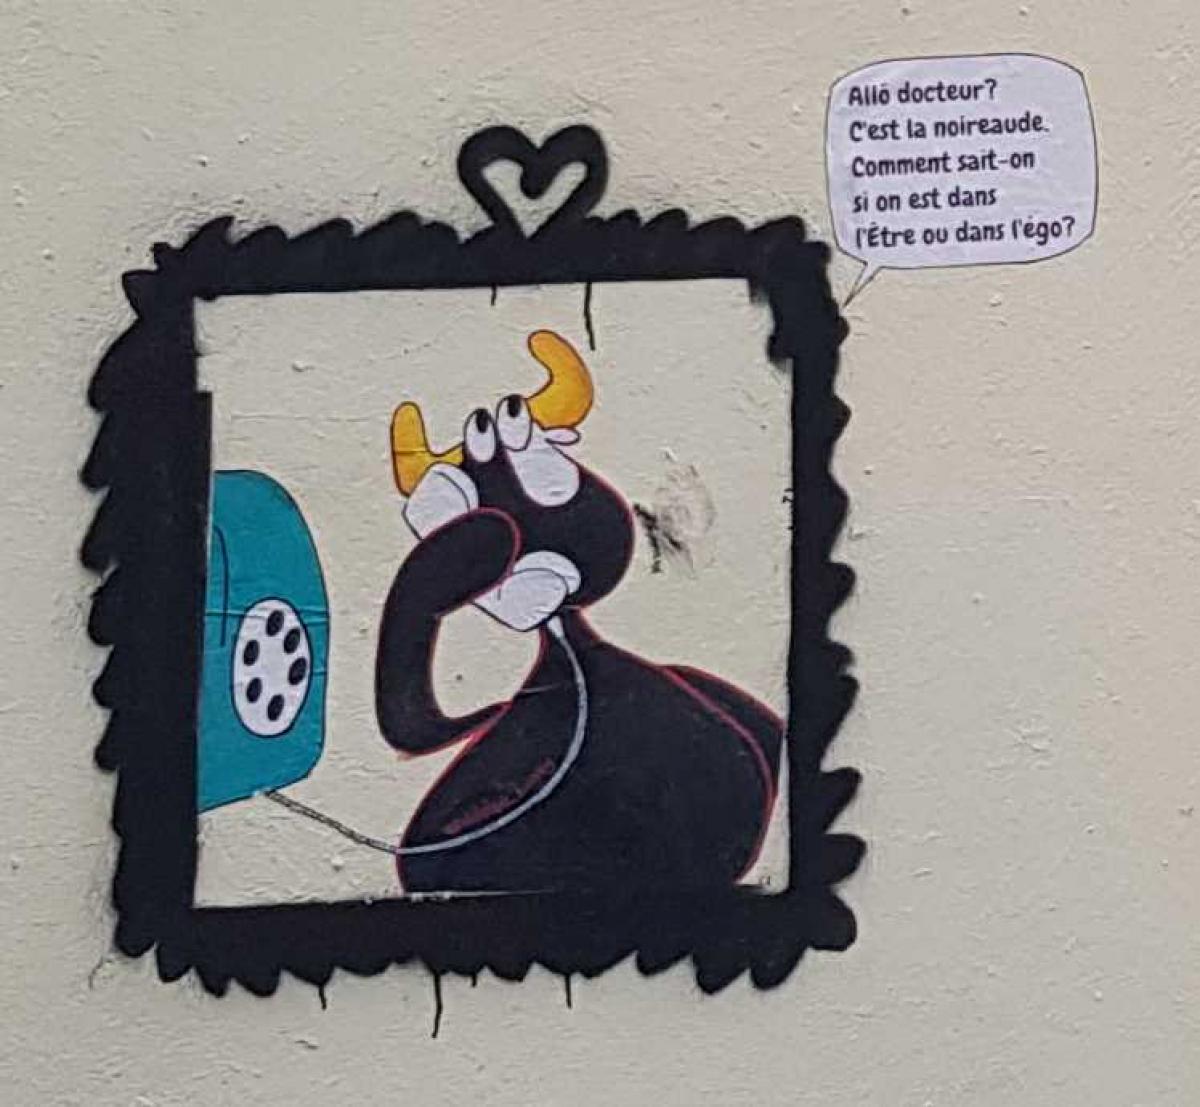 Allô docteur?
C'est la noireaude.
Comment sait-on
si on est dans
l'Être ou dans l'égo?